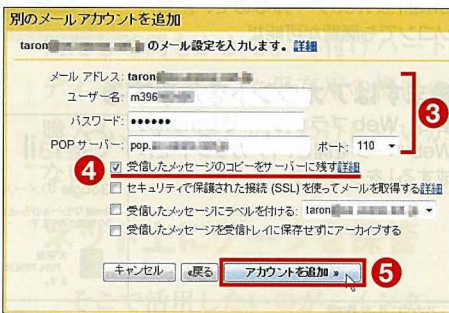 別のメールアカウントを追加
taron のメール設定を入力します。 詳細
メール アドレス: taron
ユーザー名: m396
パスワード: ••••••
POP サーバー: pop. ポート: 110
❸
❹ 受信したメッセージのコピーをサーバーに残す 詳細
セキュリティで保護された接続 (SSL) を使ってメールを取得する 詳細
受信したメッセージにラベルを付ける: taron
受信したメッセージを受信トレイに保存せずにアーカイブする
キャンセル «戻る アカウントを追加 » ❺